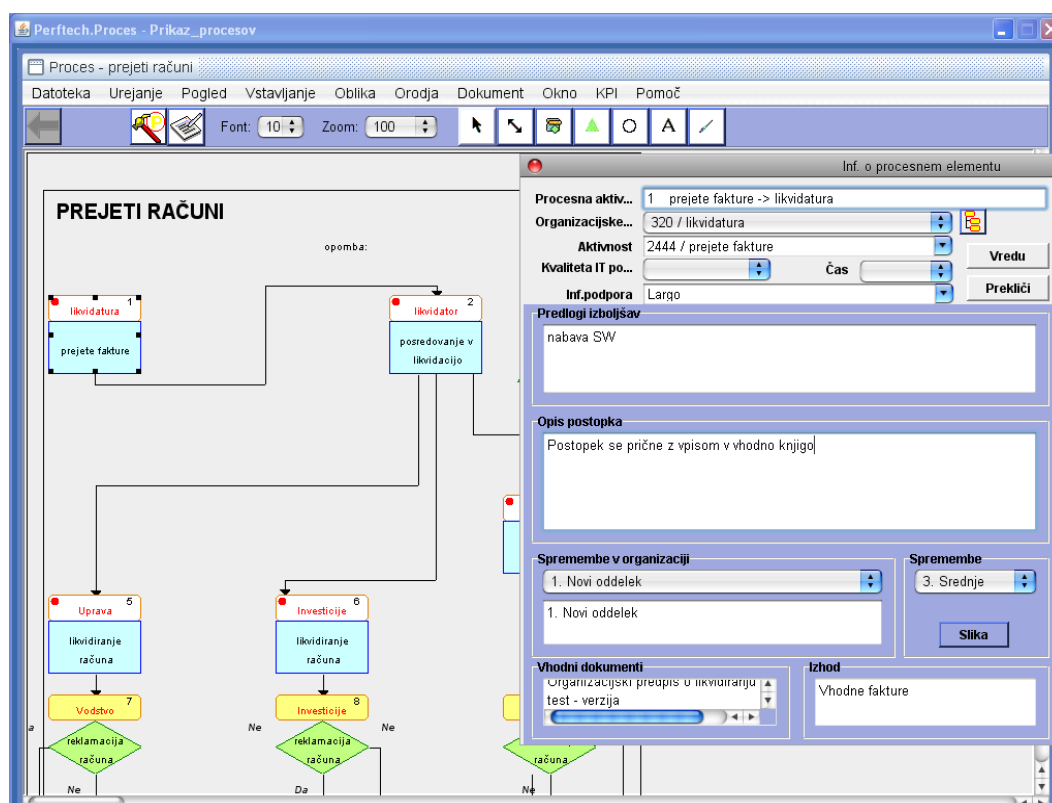 Perftech.Proces - Prikaz_procesov
Proces - prejeti računi
Datoteka Urejanje Pogled Vstavljanje Oblika Orodja Dokument Okno KPI Pomoč
Font: 10 Zoom: 100 A
PREJETI RAČUNI
opomba:
1
likvidatura
prejete fakture
2
likvidator
posredovanje v
likvidacijo
5
Uprava
likvidiranje
računa
6
Investicije
likvidiranje
računa
7
Vodstvo
reklamacija
računa
Ne
8
Investicije
Ne
Ne
reklamacija
računa
Da
računa
Ne
Inf. o procesnem elementu
Procesna aktiv... 1 prejete fakture -> likvidatura
Organizacijske... 320 / likvidatura
Aktivnost 2444 / prejete fakture
Vredu
Kvaliteta IT po... Čas
Prekliči
Inf.podpora Largo
Predlogi izboljšav
nabava SW
Opis postopka
Postopek se prične z vpisom v vhodno knjigo
Spremembe v organizaciji
1. Novi oddelek
1. Novi oddelek
Spremembe
3. Srednje
Slika
Vhodni dokumenti
Organizacijski predpis o likvidiranju
test - verzija
Izhod
Vhodne fakture